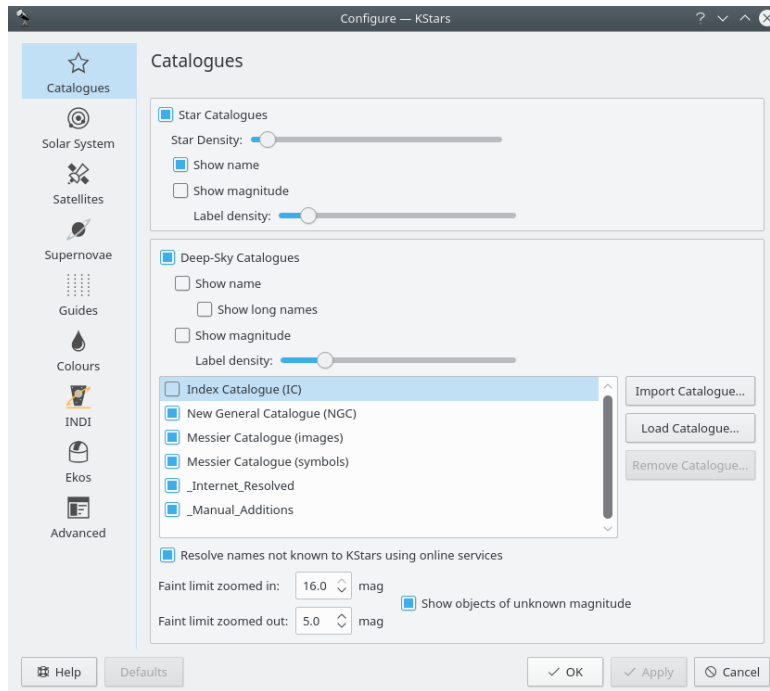 Configure — KStars
Catalogues
Catalogues
Solar System
Satellites
Supernovae
Guides
Colours
INDI
Ekos
Advanced
Star Catalogues
Star Density:
Show name
Show magnitude
Label density:
Deep-Sky Catalogues
Show name
Show long names
Show magnitude
Label density:
Index Catalogue (IC)
New General Catalogue (NGC)
Messier Catalogue (images)
Messier Catalogue (symbols)
_Internet_Resolved
_Manual_Additions
Import Catalogue...
Load Catalogue...
Remove Catalogue...
Resolve names not known to KStars using online services
Faint limit zoomed in: 16.0 mag
Show objects of unknown magnitude
Faint limit zoomed out: 5.0 mag
Help Defaults OK Apply Cancel